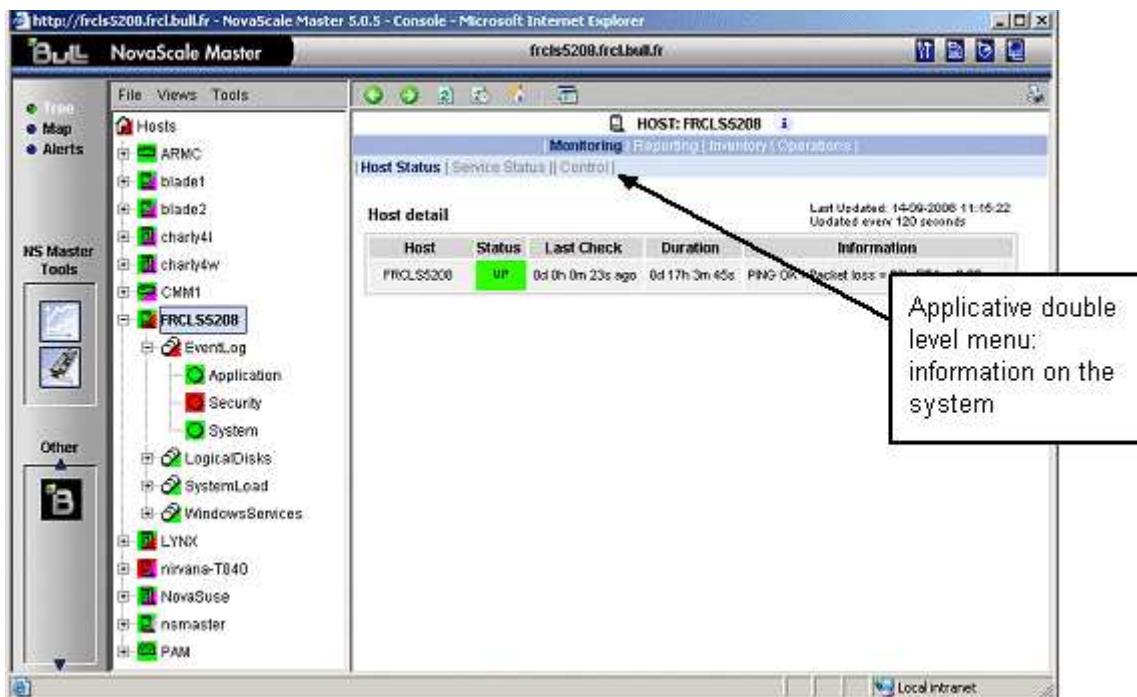 http://frcls5208.frcl.bull.fr - NovaScale Master 5.0.5 - Console - Microsoft Internet Explorer
Bull NovaScale Master frcls5208.frcl.bull.fr
Tree
Map
Alerts
NS Master
Tools
Other
File Views Tools
Hosts
ARMC
blade1
blade2
charly4l
charly4w
CMM1
FRCLS5208
EventLog
Application
Security
System
LogicalDisks
SystemLoad
WindowsServices
LYNX
nirvana-T840
NovaSuse
nsmaster
PAM
HOST: FRCLS5208
Monitoring | Reporting | Inventory | Operations |
| Host Status | Service Status || Control |
Host detail
Last Updated: 14-09-2006 11:16:22
Updated every 120 seconds
Host Status Last Check Duration Information
FRCLS5208 UP 0d 0h 0m 23s ago 0d 17h 3m 45s PING OK - Packet loss =
Applicative double
level menu:
information on the
system
Local intranet